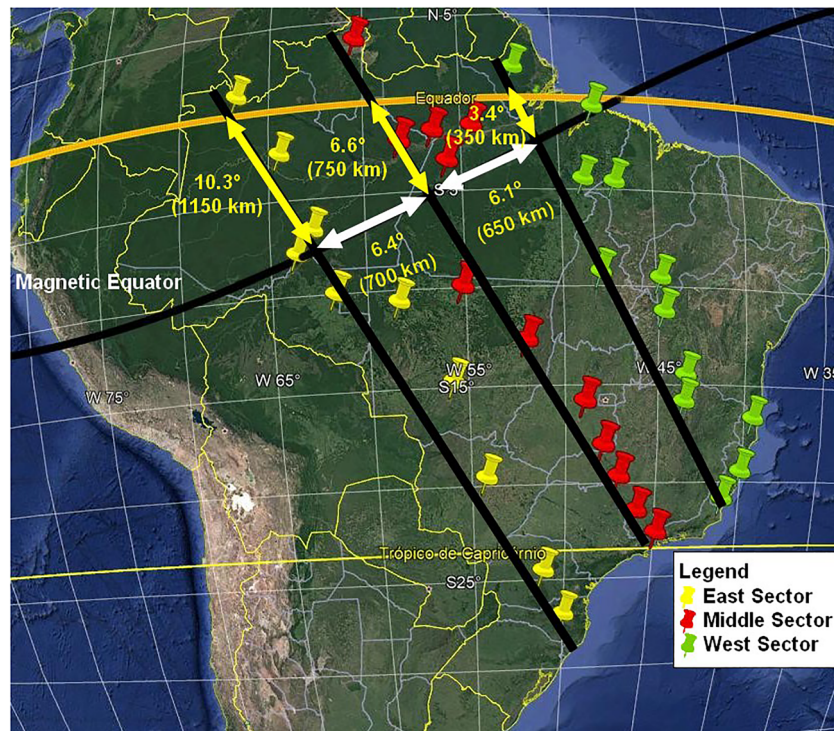 N 5°
Equador
3.4°
(350 km)
6.6°
(750 km)
10.3°
(1150 km)
S 5°
6.1°
(650 km)
6.4°
(700 km)
Magnetic Equator
W 75°
W 65°
W 55°
S15°
W 45°
W 35
Trópico de Capricórnio
S25°
Legend
East Sector
Middle Sector
West Sector